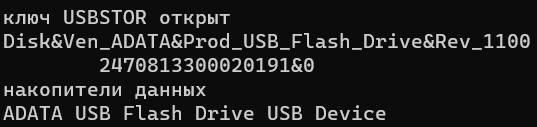 ключ USBSTOR открыт
Disk&Ven_ADATA&Prod_USB_Flash_Drive&Rev_1100
2470813300020191&0
накопители данных
ADATA USB Flash Drive USB Device